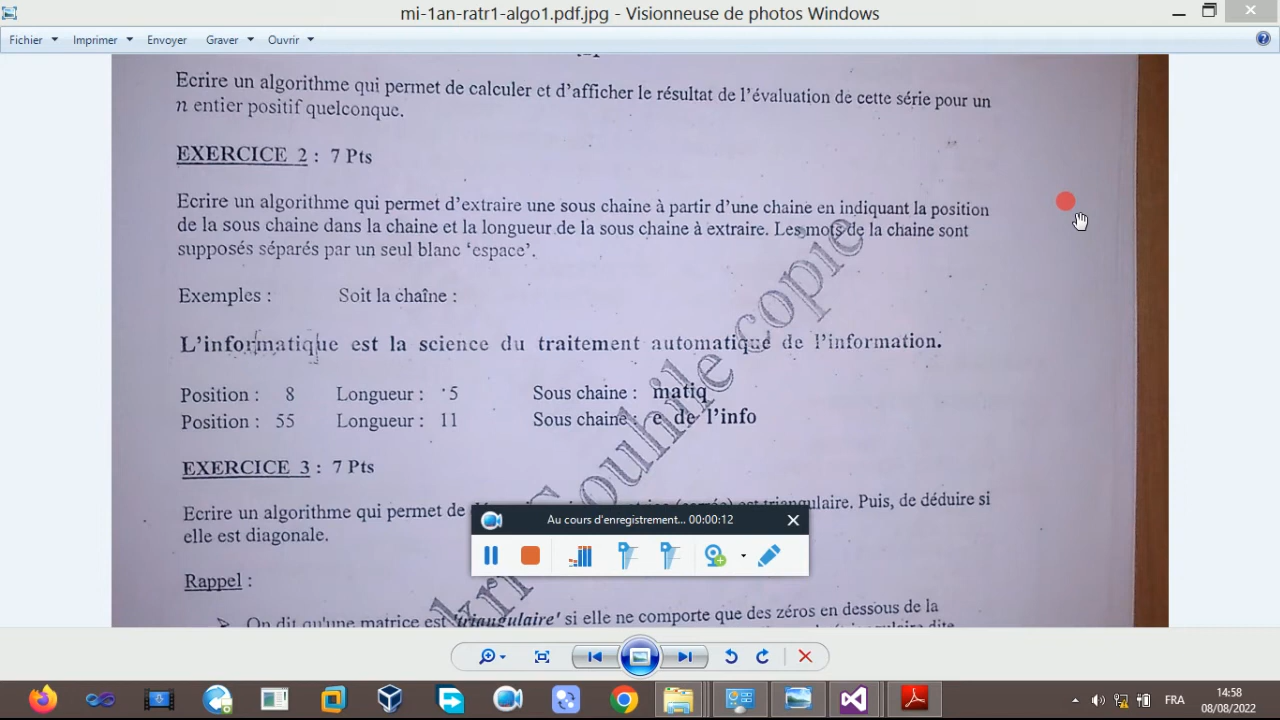 mi-1an-ratr1-algo1.pdf.jpg - Visionneuse de photos Windows
Fichier Imprimer Envoyer Graver Ouvrir
Ecrire un algorithme qui permet de calculer et d'afficher le résultat de l'évaluation de cette série pour un
n entier positif quelconque.
EXERCICE 2 : 7 Pts
Ecrire un algorithme qui permet d'extraire une sous chaine à partir d'une chaine en indiquant la position
de la sous chaine dans la chaine et la longueur de la sous chaine à extraire. Les mots de la chaine sont
supposés séparés par un seul blanc 'espace'.
Exemples : Soit la chaîne :
L'informatique est la science du traitement automatique de l'information.
Position : 8 Longueur : 5 Sous chaine : matiq
Position : 55 Longueur : 11 Sous chaine : e de l'info
EXERCICE 3 : 7 Pts
Ecrire un algorithme qui permet de est triangulaire. Puis, de déduire si
elle est diagonale.
Rappel :
On dit qu'une matrice est 'triangulaire' si elle ne comporte que des zéros en dessous de la
Souhile copie
Au cours d'enregistrement... 00:00:12
FRA
14:58
08/08/2022